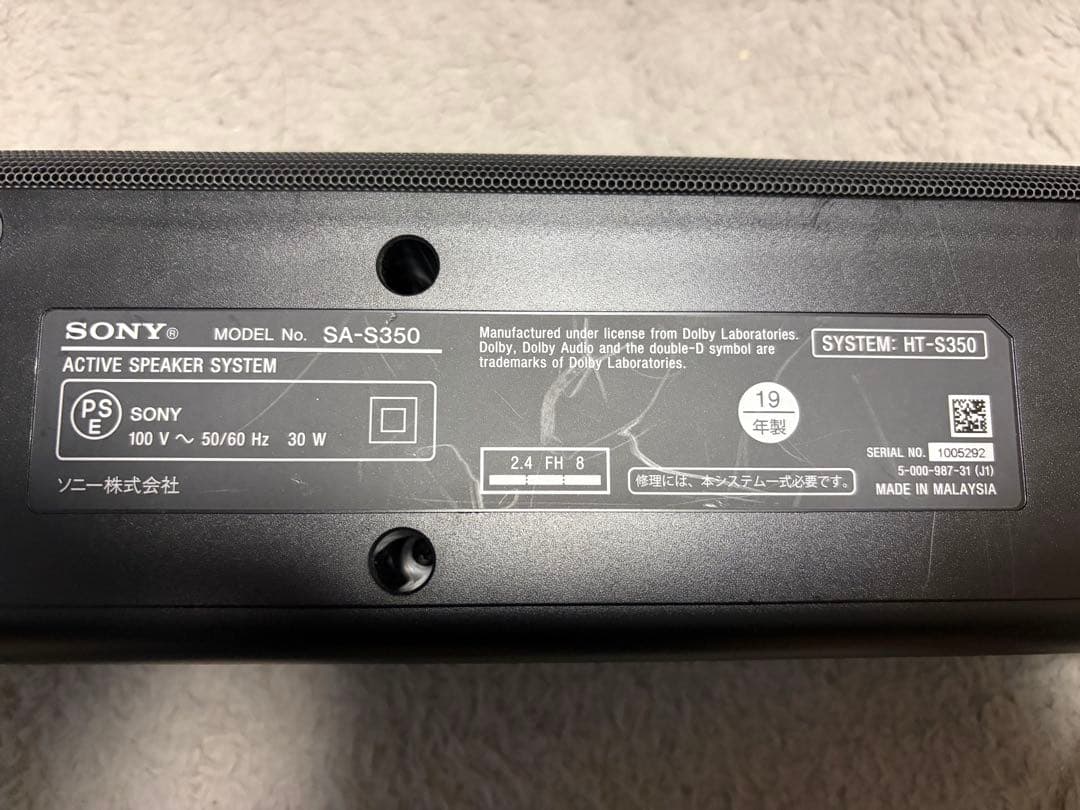 SONY® MODEL No. SA-S350
ACTIVE SPEAKER SYSTEM
PS
E
SONY
100 V ～ 50/60 Hz 30 W
ソニー株式会社
Manufactured under license from Dolby Laboratories.
Dolby, Dolby Audio and the double-D symbol are
trademarks of Dolby Laboratories.
2.4 FH 8
19
年製
修理には、本システム一式必要です。
SYSTEM: HT-S350
SERIAL NO. 1005292
5-000-987-31 (J1)
MADE IN MALAYSIA